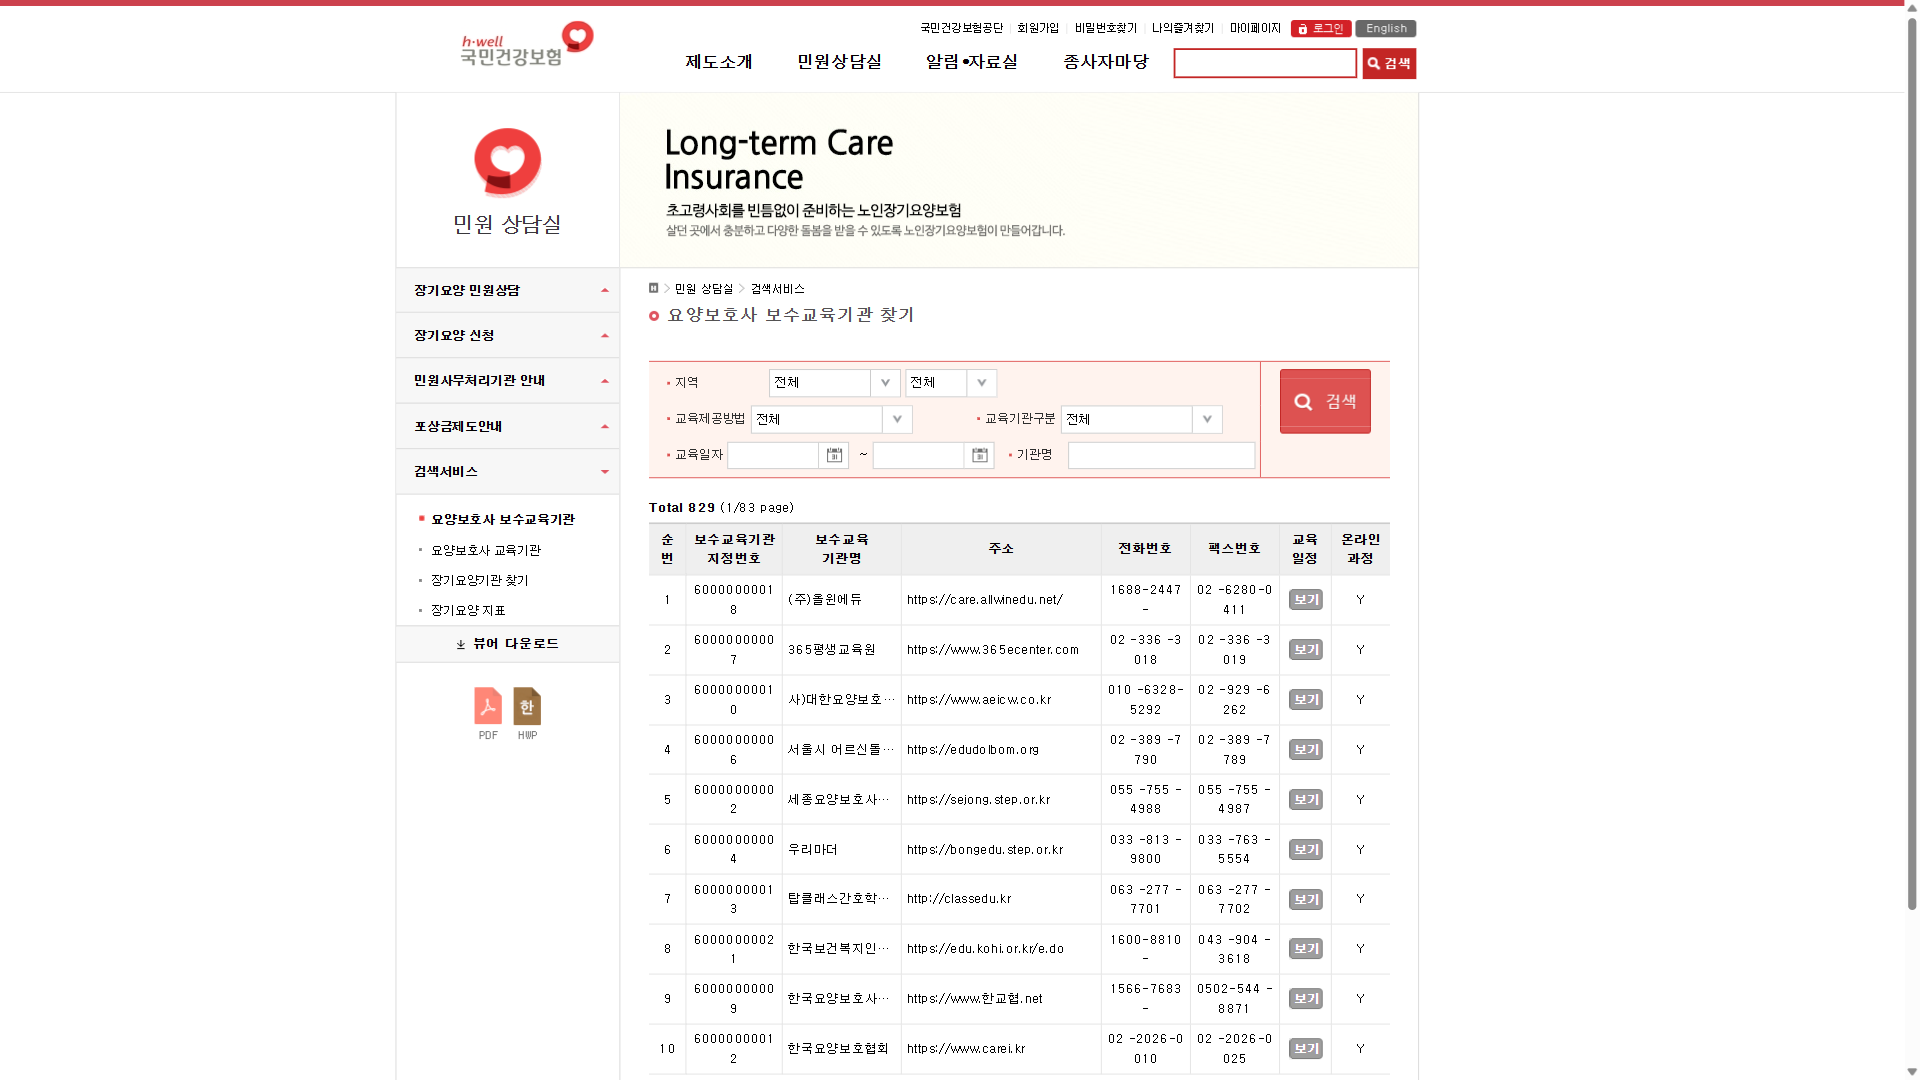 국민건강보험공단 회원가입 비밀번호찾기 나의즐겨찾기 마이페이지 로그인 English
h·well
국민건강보험
제도소개 민원상담실 알림•자료실 종사자마당 검색
민원 상담실
Long-term Care
Insurance
초고령사회를 빈틈없이 준비하는 노인장기요양보험
살던 곳에서 충분하고 다양한 돌봄을 받을 수 있도록 노인장기요양보험이 만들어갑니다.
장기요양 민원상담
장기요양 신청
민원사무처리기관 안내
포상금제도안내
검색서비스
요양보호사 보수교육기관
요양보호사 교육기관
장기요양기관 찾기
장기요양 지표
뷰어 다운로드
PDF HWP
민원 상담실 > 검색서비스
요양보호사 보수교육기관 찾기
지역 전체 전체
교육제공방법 전체 교육기관구분 전체
교육일자 ~ 기관명
검색
Total 829 (1/83 page)
순번 보수교육기관 지정번호 보수교육 기관명 주소 전화번호 팩스번호 교육 일정 온라인 과정
1 60000000018 (주)올윈에듀 https://care.allwinedu.net/ 1688-2447- 02 -6280-0411 보기 Y
2 60000000007 365평생교육원 https://www.365ecenter.com 02 -336 -3018 02 -336 -3019 보기 Y
3 60000000100 사)대한요양보호… https://www.aeicw.co.kr 010 -6328-5292 02 -929 -6262 보기 Y
4 60000000006 서울시 어르신돌… https://edudolbom.org 02 -389 -7790 02 -389 -7789 보기 Y
5 60000000002 세종요양보호사… https://sejong.step.or.kr 055 -755 -4988 055 -755 -4987 보기 Y
6 60000000004 우리마더 https://bongedu.step.or.kr 033 -813 -9800 033 -763 -5554 보기 Y
7 60000000133 탑클래스간호학… http://classedu.kr 063 -277 -7701 063 -277 -7702 보기 Y
8 60000000021 한국보건복지인… https://edu.kohi.or.kr/e.do 1600-8810- 043 -904 -3618 보기 Y
9 60000000009 한국요양보호사… https://www.한교협.net 1566-7683- 0502-544 -8871 보기 Y
10 60000000012 한국요양보호협회 https://www.carei.kr 02 -2026-0010 02 -2026-0025 보기 Y